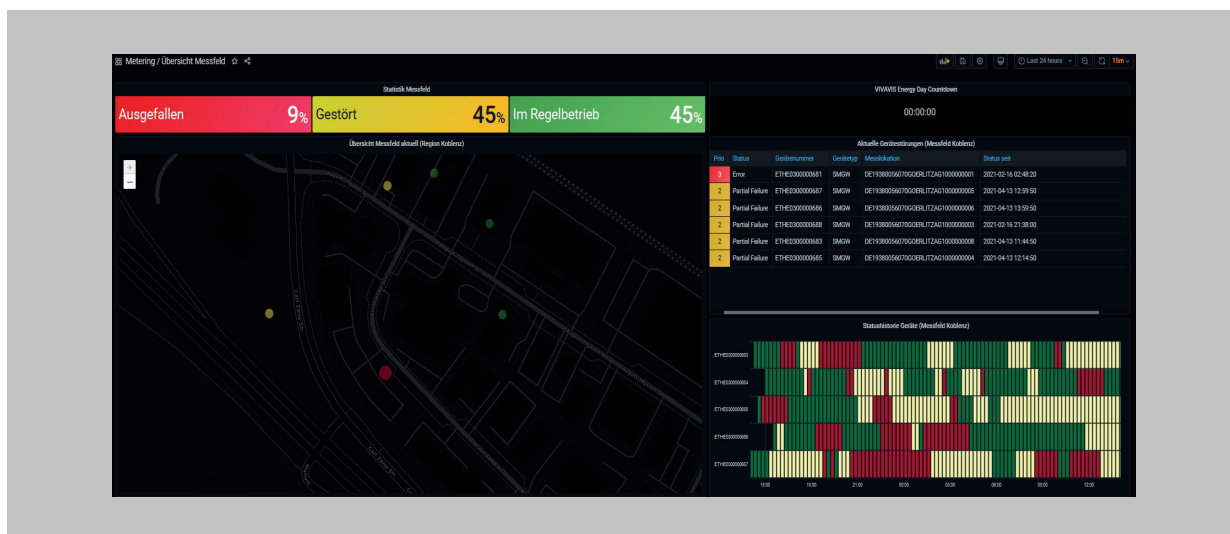 Metering / Übersicht Messfeld
Last 24 hours
15m
Statistik Messfeld
Ausgefallen 9%
Gestört 45%
Im Regelbetrieb 45%
VIVAVIS Energy Day Countdown
00:00:00
Übersicht Messfeld aktuell (Region Koblenz)
+
−
Aktuelle Gerätestörungen (Messfeld Koblenz)
Prio Status Gerätenummer Gerätetyp Messlokation Status seit
3 Error ETHE0300000681 SMGW DE19380056070GOERLITZAG1000000001 2021-02-16 02:48:20
2 Partial Failure ETHE0300000687 SMGW DE19380056070GOERLITZAG1000000005 2021-04-13 12:59:50
2 Partial Failure ETHE0300000686 SMGW DE19380056070GOERLITZAG1000000006 2021-04-13 13:59:50
2 Partial Failure ETHE0300000688 SMGW DE19380056070GOERLITZAG1000000003 2021-02-16 21:38:00
2 Partial Failure ETHE0300000683 SMGW DE19380056070GOERLITZAG1000000008 2021-04-13 11:44:50
2 Partial Failure ETHE0300000685 SMGW DE19380056070GOERLITZAG1000000004 2021-04-13 12:14:50
Statushistorie Geräte (Messfeld Koblenz)
ETHE0300000683
ETHE0300000684
ETHE0300000685
ETHE0300000686
ETHE0300000687
18:00
21:00
00:00
03:00
06:00
09:00
12:00